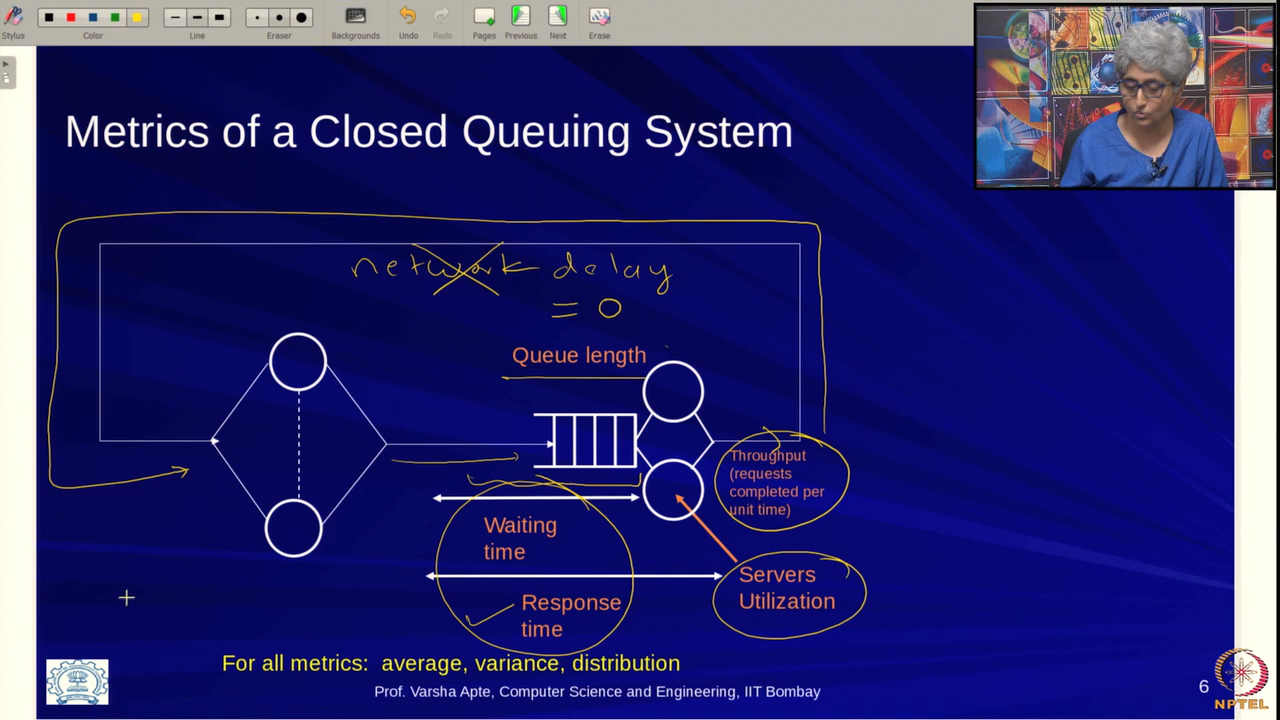 Stylus
Color
Line
Eraser
Backgrounds
Undo
Redo
Pages
Previous
Next
Erase
Metrics of a Closed Queuing System
network delay
= 0
Queue length
Throughput
(requests
completed per
unit time)
Waiting
time
Servers
Utilization
Response
time
For all metrics: average, variance, distribution
Prof. Varsha Apte, Computer Science and Engineering, IIT Bombay
6
NPTEL